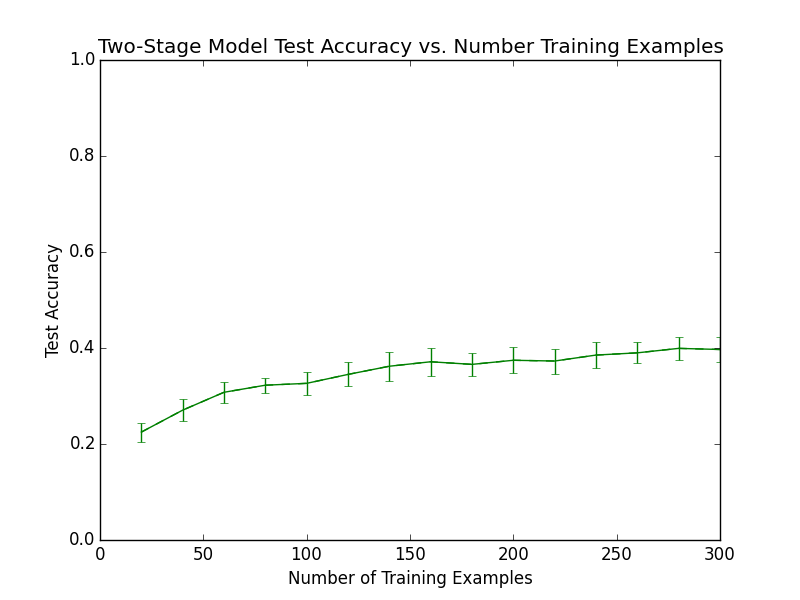 Two-Stage Model Test Accuracy vs. Number Training Examples
1.0
0.8
0.6
0.4
0.2
0.0
Test Accuracy
0 50 100 150 200 250 300
Number of Training Examples